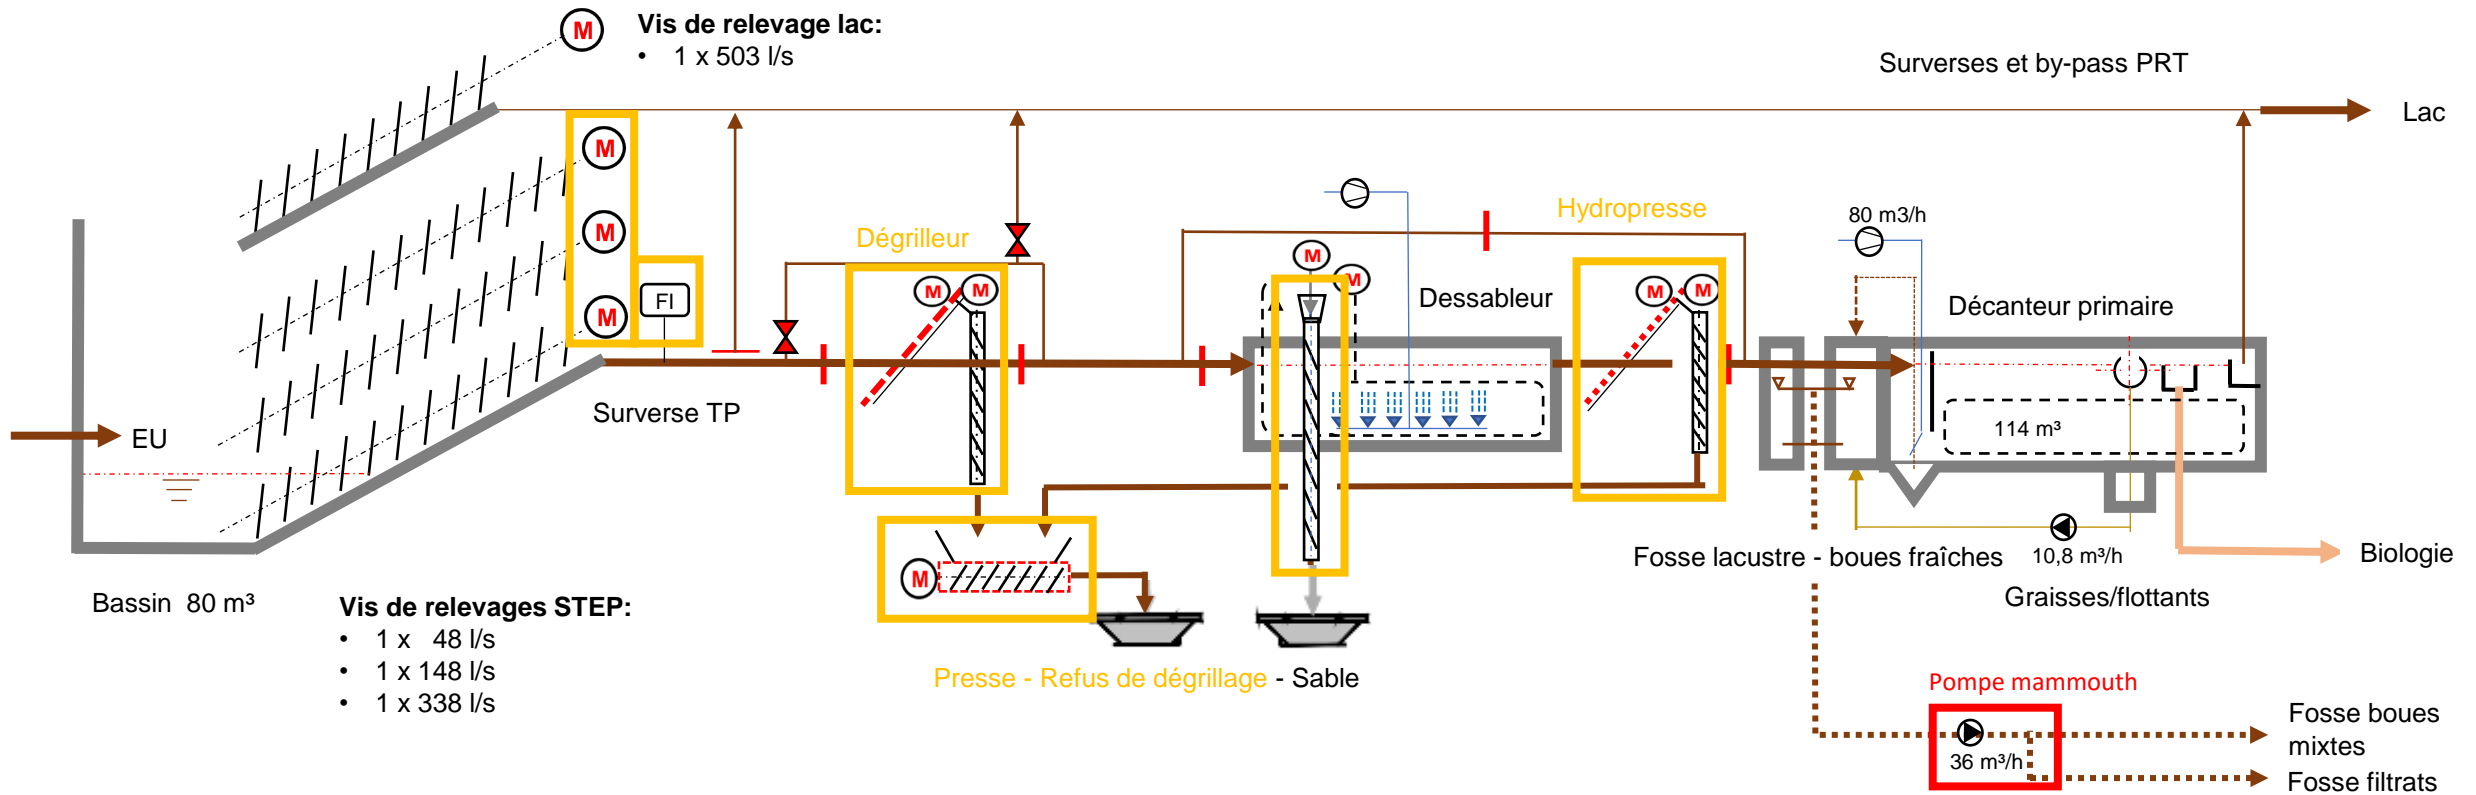 M
Vis de relevage lac:
• 1 x 503 l/s
Surverses et by-pass PRT
Lac
M
M
M
FI
Dégrilleur
M
M
Surverse TP
M
M
Dessableur
Hydropresse
M
M
80 m3/h
Décanteur primaire
114 m³
EU
Bassin 80 m³
Vis de relevages STEP:
• 1 x 48 l/s
• 1 x 148 l/s
• 1 x 338 l/s
M
Presse - Refus de dégrillage - Sable
Fosse lacustre - boues fraîches
10,8 m³/h
Graisses/flottants
Biologie
Pompe mammouth
36 m³/h
Fosse boues
mixtes
Fosse filtrats